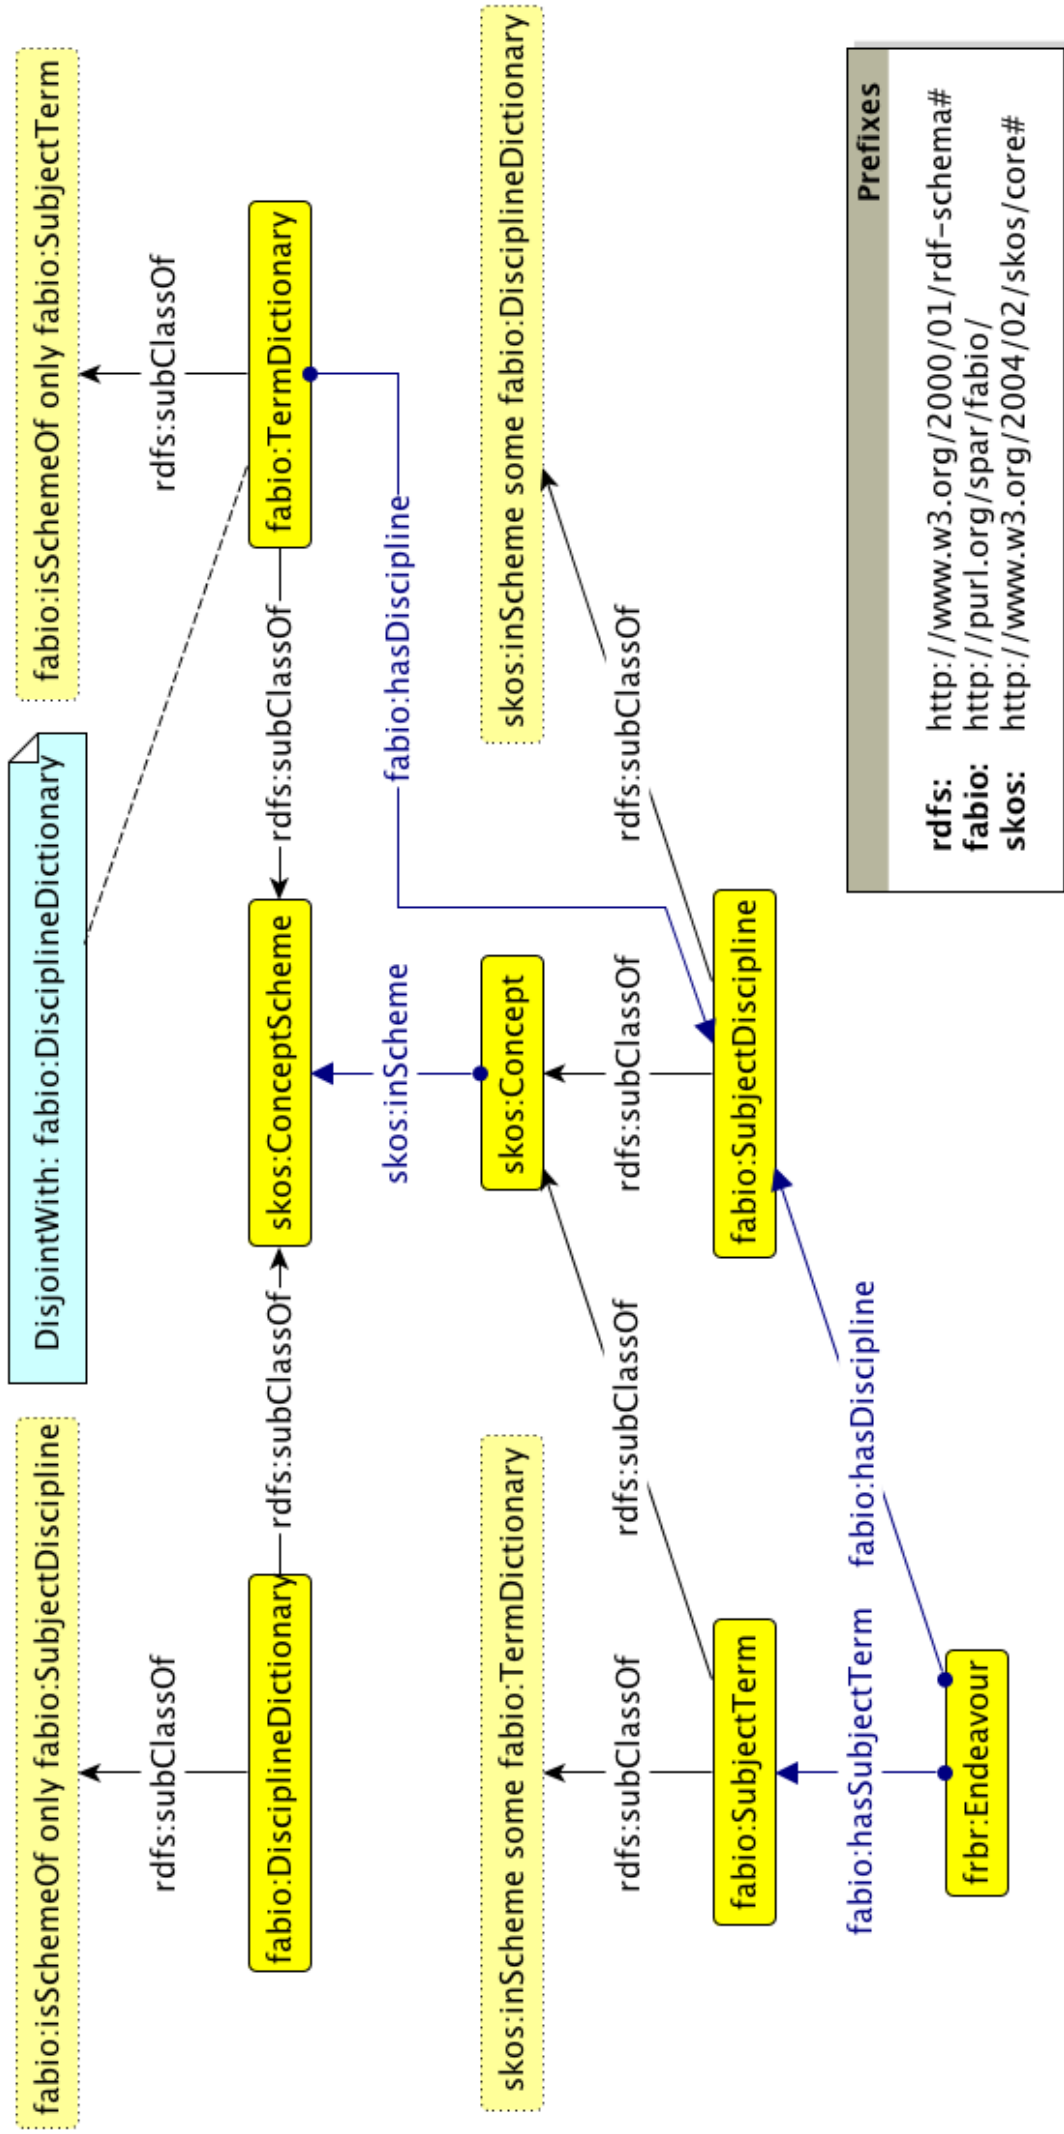 fabio:isSchemeOf only fabio:SubjectDiscipline
DisjointWith: fabio:DisciplineDictionary
fabio:isSchemeOf only fabio:SubjectTerm
rdfs:subClassOf
rdfs:subClassOf
fabio:DisciplineDictionary
rdfs:subClassOf
skos:ConceptScheme
rdfs:subClassOf
fabio:TermDictionary
skos:inScheme
fabio:hasDiscipline
skos:inScheme some fabio:TermDictionary
skos:Concept
skos:inScheme some fabio:DisciplineDictionary
rdfs:subClassOf
rdfs:subClassOf
rdfs:subClassOf
rdfs:subClassOf
fabio:SubjectTerm
fabio:SubjectDiscipline
fabio:hasSubjectTerm
fabio:hasDiscipline
frbr:Endeavour
Prefixes
rdfs: http://www.w3.org/2000/01/rdf-schema#
fabio: http://purl.org/spar/fabio/
skos: http://www.w3.org/2004/02/skos/core#